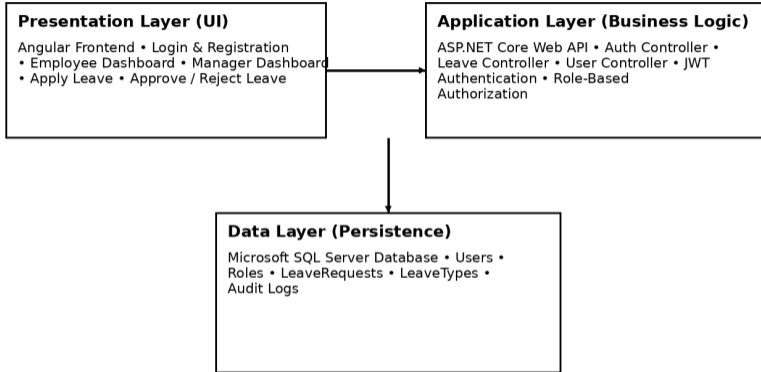 Presentation Layer (UI)
Angular Frontend • Login & Registration
• Employee Dashboard • Manager Dashboard
• Apply Leave • Approve / Reject Leave
Application Layer (Business Logic)
ASP.NET Core Web API • Auth Controller •
Leave Controller • User Controller • JWT
Authentication • Role-Based
Authorization
Data Layer (Persistence)
Microsoft SQL Server Database • Users •
Roles • LeaveRequests • LeaveTypes •
Audit Logs